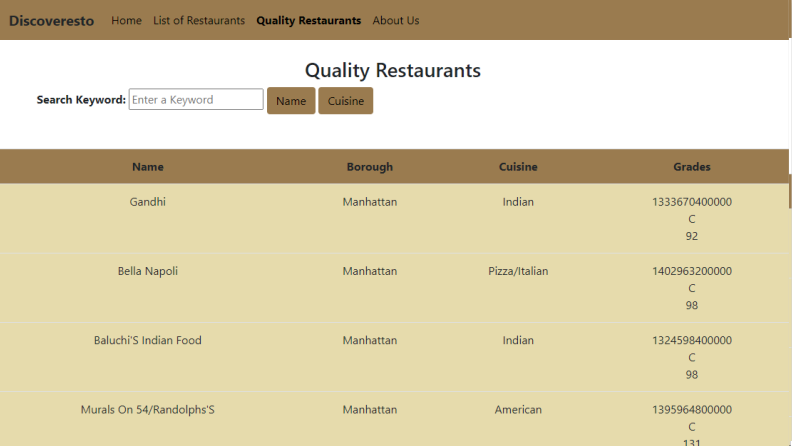 Discoveresto Home List of Restaurants Quality Restaurants About Us
Quality Restaurants
Search Keyword: Enter a Keyword Name Cuisine
Name Borough Cuisine Grades
Gandhi Manhattan Indian 1333670400000
C
92
Bella Napoli Manhattan Pizza/Italian 1402963200000
C
98
Baluchi'S Indian Food Manhattan Indian 1324598400000
C
98
Murals On 54/Randolphs'S Manhattan American 1395964800000
C
131